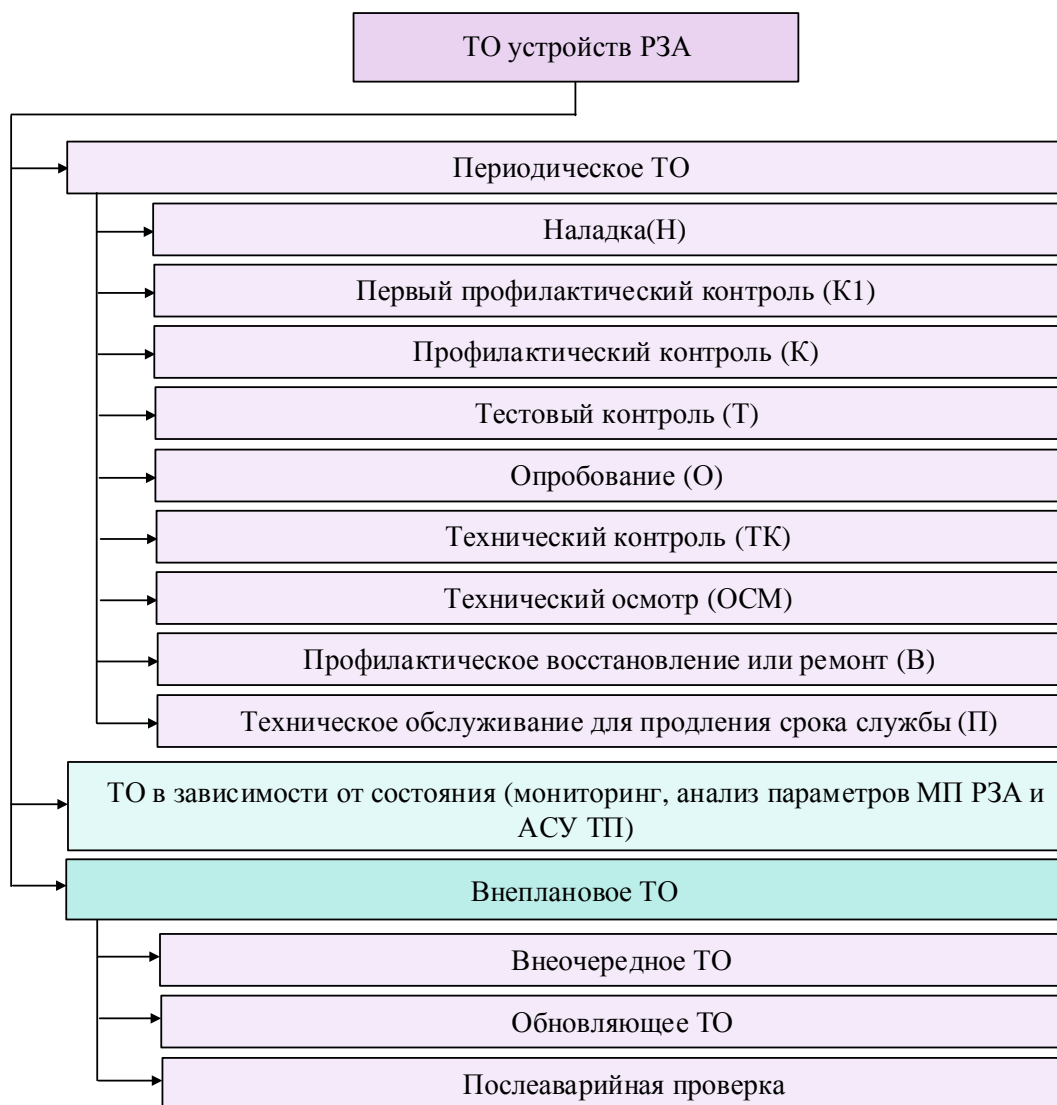 ТО устройств РЗА
Периодическое ТО
Наладка(Н)
Первый профилактический контроль (К1)
Профилактический контроль (К)
Тестовый контроль (Т)
Опробование (О)
Технический контроль (ТК)
Технический осмотр (ОСМ)
Профилактическое восстановление или ремонт (В)
Техническое обслуживание для продления срока службы (П)
ТО в зависимости от состояния (мониторинг, анализ параметров МП РЗА и
АСУ ТП)
Внеплановое ТО
Внеочередное ТО
Обновляющее ТО
Послеаварийная проверка